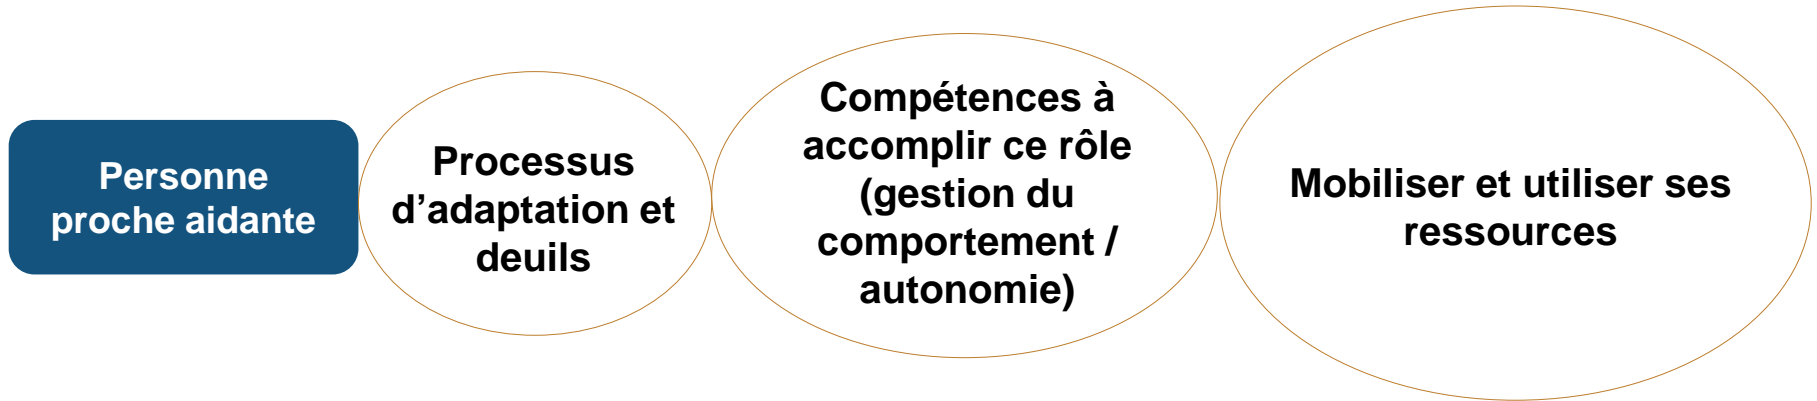 Personne
proche aidante
Processus
d’adaptation et
deuils
Compétences à
accomplir ce rôle
(gestion du
comportement /
autonomie)
Mobiliser et utiliser ses
ressources